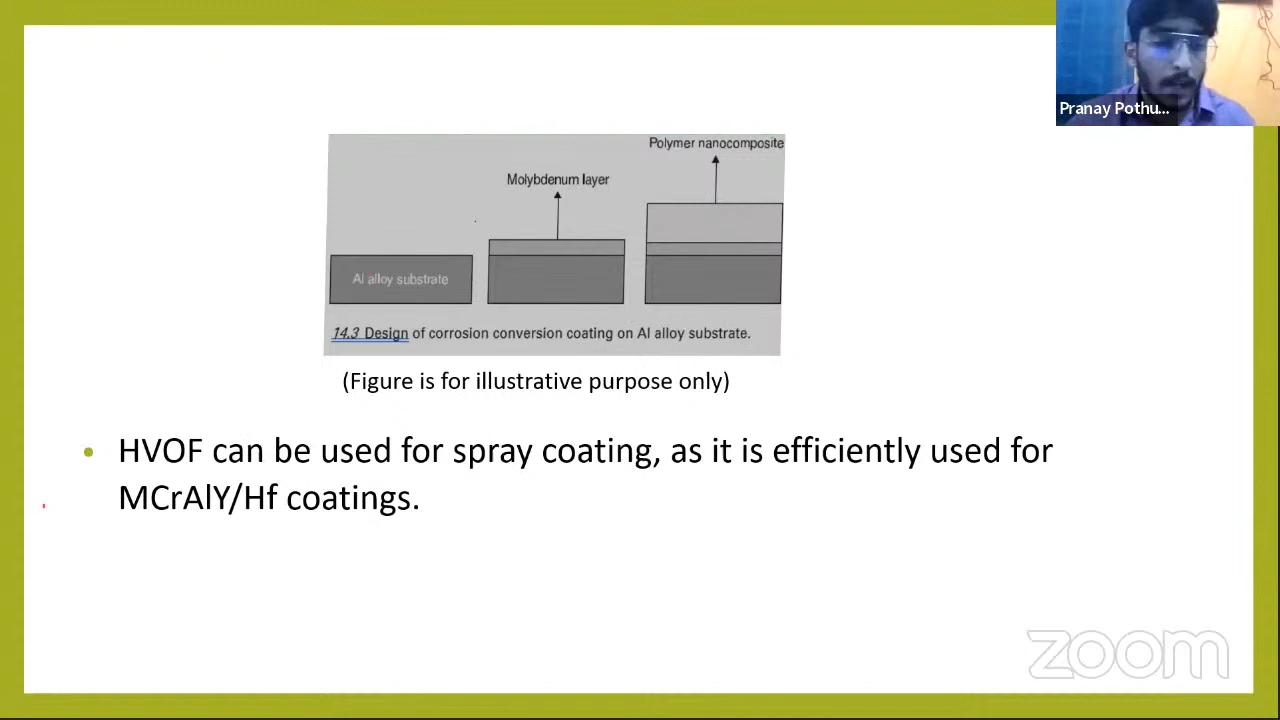 Pranay Pothu...
Polymer nanocomposite
Molybdenum layer
Al alloy substrate
14.3 Design of corrosion conversion coating on Al alloy substrate.
(Figure is for illustrative purpose only)
• HVOF can be used for spray coating, as it is efficiently used for
MCrAlY/Hf coatings.
zoom